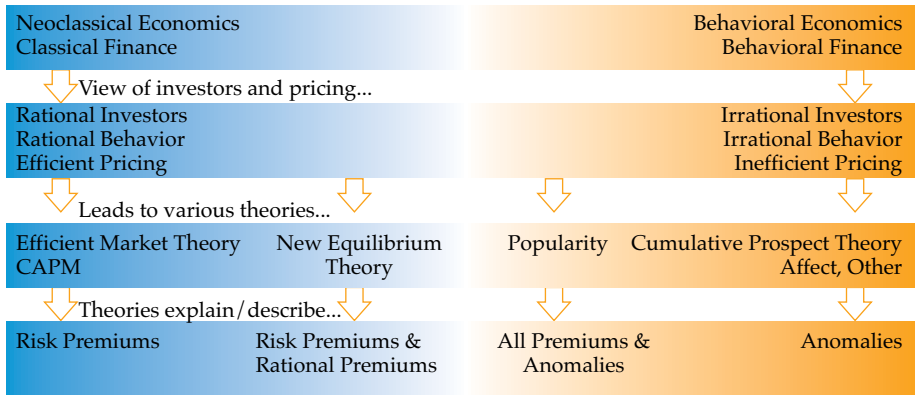 Neoclassical Economics
Classical Finance
Behavioral Economics
Behavioral Finance
View of investors and pricing...
Rational Investors
Rational Behavior
Efficient Pricing
Irrational Investors
Irrational Behavior
Inefficient Pricing
Leads to various theories...
Efficient Market Theory
CAPM
New Equilibrium
Theory
Popularity
Cumulative Prospect Theory
Affect, Other
Theories explain/describe...
Risk Premiums
Risk Premiums &
Rational Premiums
All Premiums &
Anomalies
Anomalies